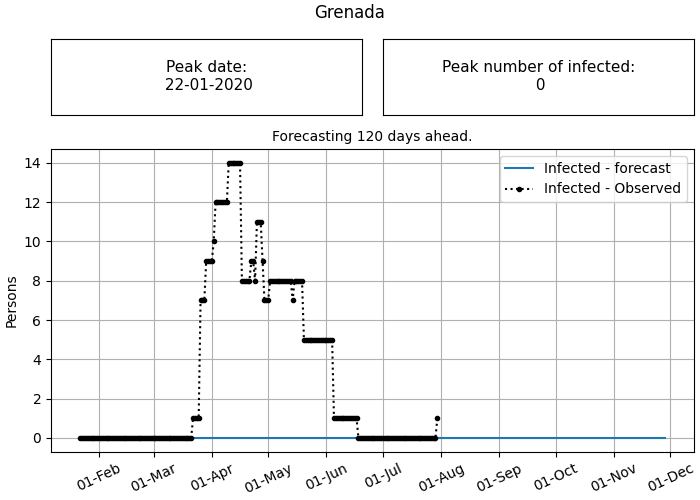 Grenada
Peak date:
22-01-2020
Peak number of infected:
0
Forecasting 120 days ahead.
Infected - forecast
Infected - Observed
Persons
14
12
10
8
6
4
2
0
01-Feb
01-Mar
01-Apr
01-May
01-Jun
01-Jul
01-Aug
01-Sep
01-Oct
01-Nov
01-Dec